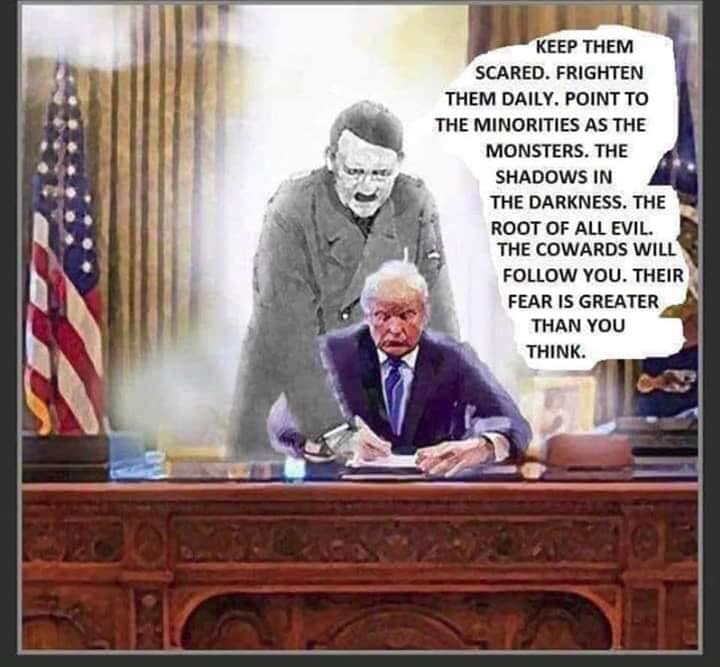 KEEP THEM
SCARED. FRIGHTEN
THEM DAILY. POINT TO
THE MINORITIES AS THE
MONSTERS. THE
SHADOWS IN
THE DARKNESS. THE
ROOT OF ALL EVIL.
THE COWARDS WILL
FOLLOW YOU. THEIR
FEAR IS GREATER
THAN YOU
THINK.